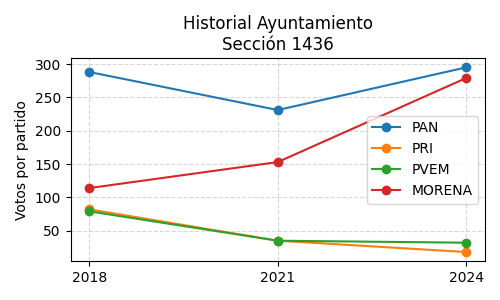 Historial Ayuntamiento
Sección 1436
Votos por partido
300
250
200
150
100
50
2018
2021
2024
PAN
PRI
PVEM
MORENA